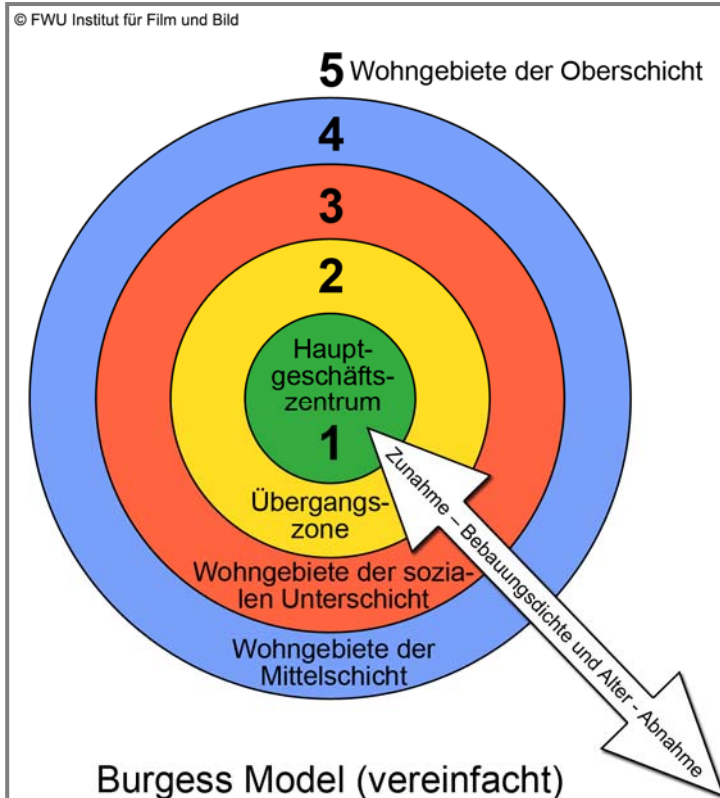 © FWU Institut für Film und Bild
5 Wohngebiete der Oberschicht
4
3
2
Haupt-
geschäfts-
zentrum
1
Übergangs-
zone
Wohngebiete der sozia-
len Unterschicht
Wohngebiete der
Mittelschicht
Zunahme – Bebauungsdichte und Alter - Abnahme
Burgess Model (vereinfacht)